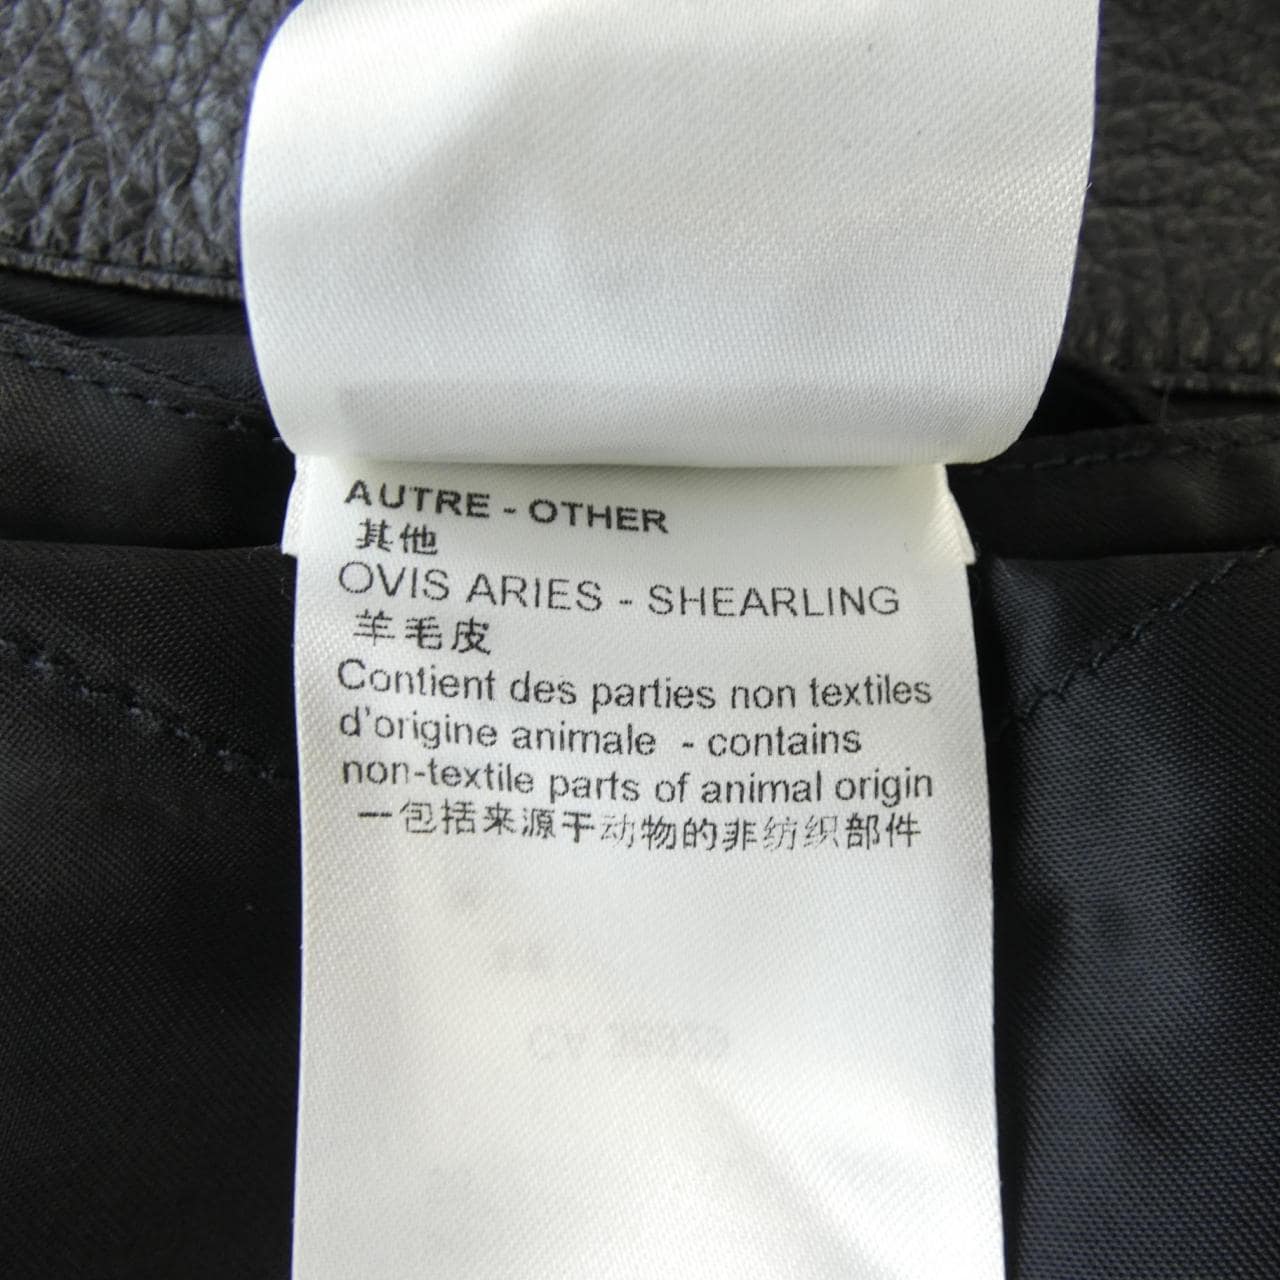 AUTRE - OTHER
其他
OVIS ARIES - SHEARLING
羊毛皮
Contient des parties non textiles
d'origine animale - contains
non-textile parts of animal origin
一包括来源于动物的非纺织部件